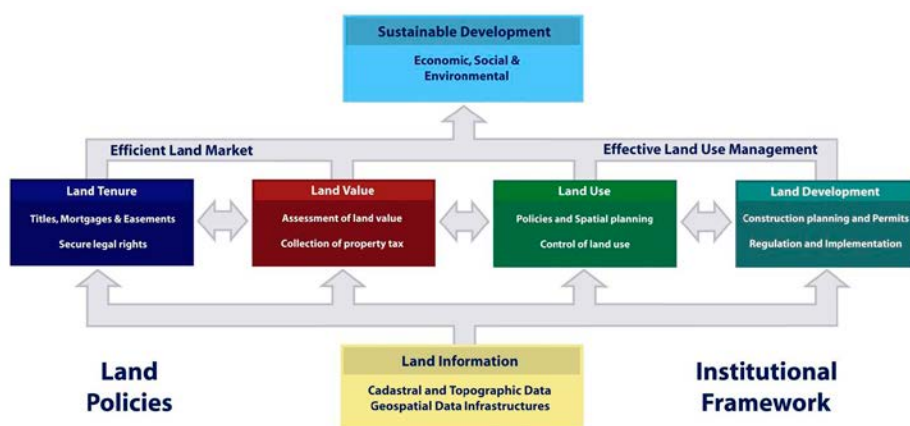 Sustainable Development
Economic, Social &
Environmental
Efficient Land Market
Effective Land Use Management
Land Tenure
Titles, Mortgages & Easements
Secure legal rights
Land Value
Assessment of land value
Collection of property tax
Land Use
Policies and Spatial planning
Control of land use
Land Development
Construction planning and Permits
Regulation and Implementation
Land
Policies
Land Information
Cadastral and Topographic Data
Geospatial Data Infrastructures
Institutional
Framework